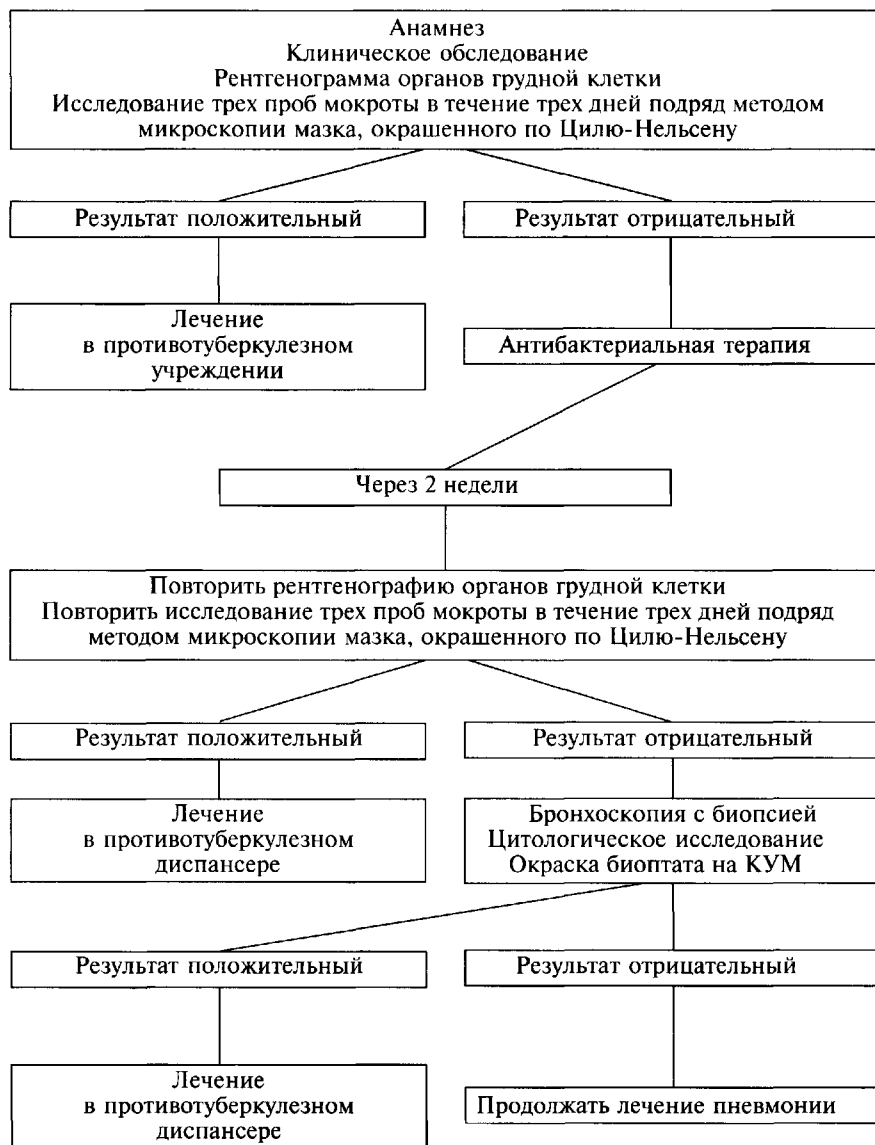 Анамнез
Клиническое обследование
Рентгенограмма органов грудной клетки
Исследование трех проб мокроты в течение трех дней подряд методом
микроскопии мазка, окрашенного по Цилю-Нельсену
Результат положительный
Результат отрицательный
Лечение
в противотуберкулезном
учреждении
Антибактериальная терапия
Через 2 недели
Повторить рентгенографию органов грудной клетки
Повторить исследование трех проб мокроты в течение трех дней подряд
методом микроскопии мазка, окрашенного по Цилю-Нельсену
Результат положительный
Результат отрицательный
Лечение
в противотуберкулезном
диспансере
Бронхоскопия с биопсией
Цитологическое исследование
Окраска биоптата на КУМ
Результат положительный
Результат отрицательный
Лечение
в противотуберкулезном
диспансере
Продолжать лечение пневмонии